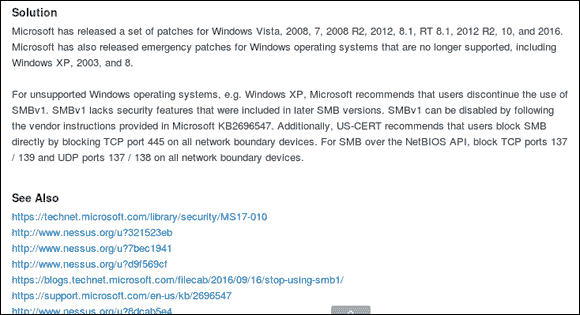 Solution
Microsoft has released a set of patches for Windows Vista, 2008, 7, 2008 R2, 2012, 8.1, RT 8.1, 2012 R2, 10, and 2016.
Microsoft has also released emergency patches for Windows operating systems that are no longer supported, including
Windows XP, 2003, and 8.
For unsupported Windows operating systems, e.g. Windows XP, Microsoft recommends that users discontinue the use of
SMBv1. SMBv1 lacks security features that were included in later SMB versions. SMBv1 can be disabled by following
the vendor instructions provided in Microsoft KB2696547. Additionally, US-CERT recommends that users block SMB
directly by blocking TCP port 445 on all network boundary devices. For SMB over the NetBIOS API, block TCP ports 137
/ 139 and UDP ports 137 / 138 on all network boundary devices.
See Also
https://technet.microsoft.com/library/security/MS17-010
http://www.nessus.org/u?321523eb
http://www.nessus.org/u?7bec1941
http://www.nessus.org/u?d9f569cf
https://blogs.technet.microsoft.com/filecab/2016/09/16/stop-using-smb1/
https://support.microsoft.com/en-us/kb/2696547
http://www.nessus.org/u?8dcab5e4